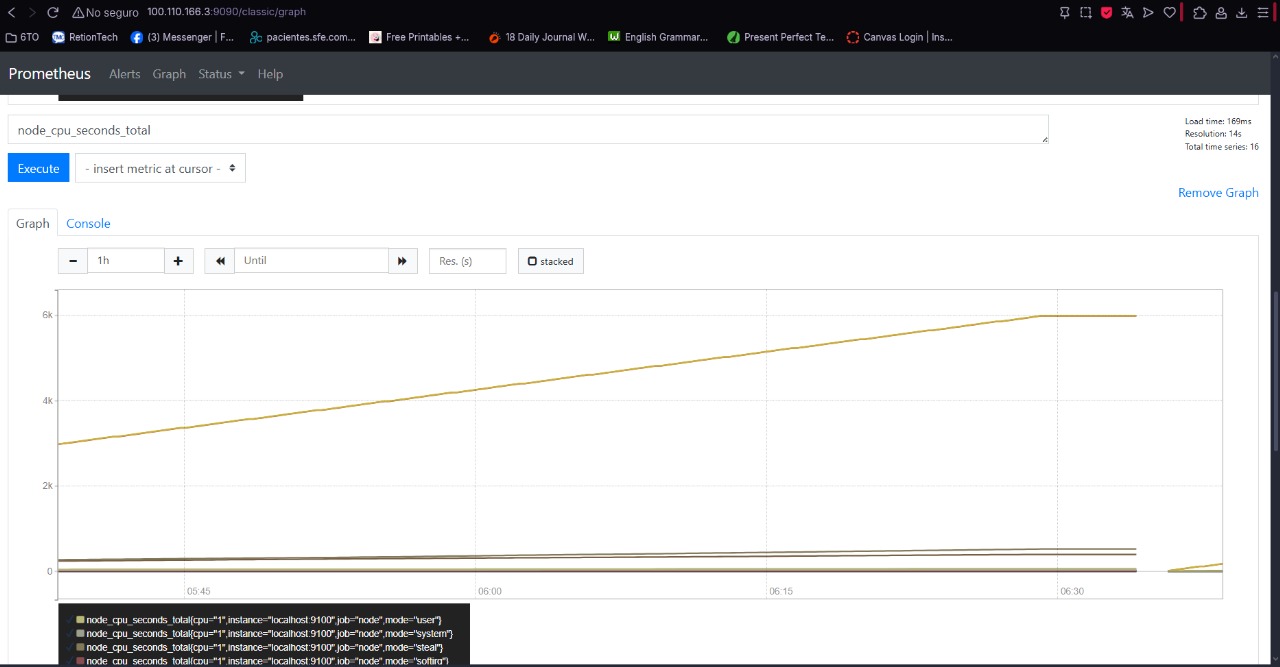 No seguro 100.110.166.3:9090/classic/graph
6TO RetionTech (3) Messenger | F... pacientes.sfe.com... Free Printables +... 18 Daily Journal W... English Grammar... Present Perfect Te... Canvas Login | Ins...
Prometheus Alerts Graph Status Help
node_cpu_seconds_total
Load time: 169ms
Resolution: 14s
Total time series: 16
Execute - insert metric at cursor -
Remove Graph
Graph Console
- 1h + Until Res. (s) stacked
6k
4k
2k
0
05:45 06:00 06:15 06:30
node_cpu_seconds_total{cpu="1",instance="localhost:9100",job="node",mode="user"}
node_cpu_seconds_total{cpu="1",instance="localhost:9100",job="node",mode="system"}
node_cpu_seconds_total{cpu="1",instance="localhost:9100",job="node",mode="steal"}
node_cpu_seconds_total{cpu="1",instance="localhost:9100",job="node",mode="softirq"}